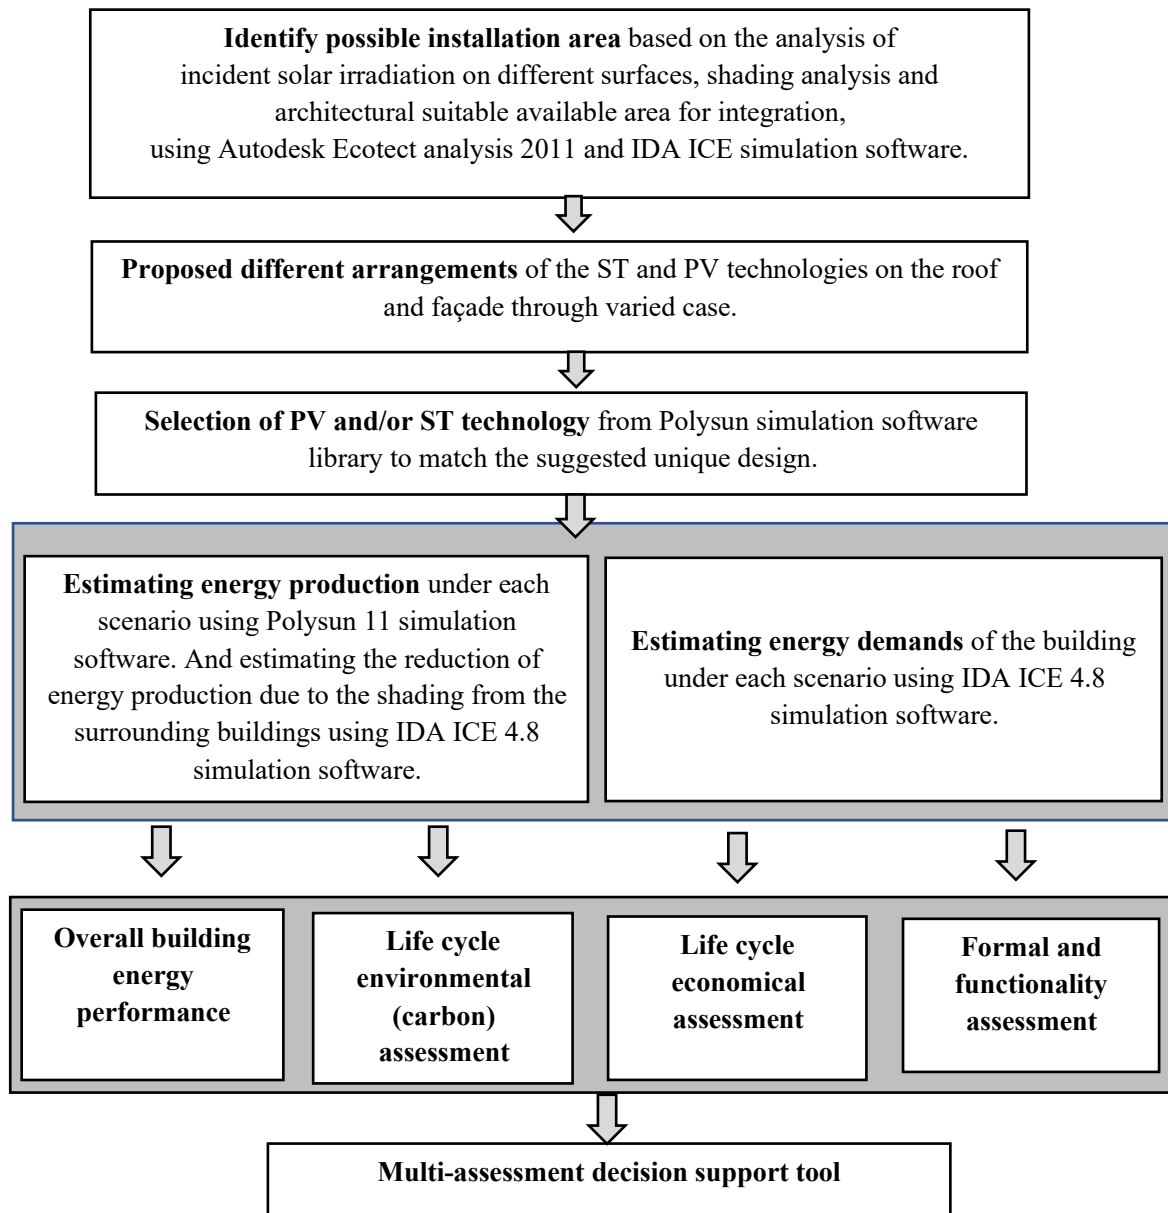 Identify possible installation area based on the analysis of
incident solar irradiation on different surfaces, shading analysis and
architectural suitable available area for integration,
using Autodesk Ecotect analysis 2011 and IDA ICE simulation software.
Proposed different arrangements of the ST and PV technologies on the roof
and façade through varied case.
Selection of PV and/or ST technology from Polysun simulation software
library to match the suggested unique design.
Estimating energy production under each
scenario using Polysun 11 simulation
software. And estimating the reduction of
energy production due to the shading from the
surrounding buildings using IDA ICE 4.8
simulation software.
Estimating energy demands of the building
under each scenario using IDA ICE 4.8
simulation software.
Overall building
energy
performance
Life cycle
environmental
(carbon)
assessment
Life cycle
economical
assessment
Formal and
functionality
assessment
Multi-assessment decision support tool